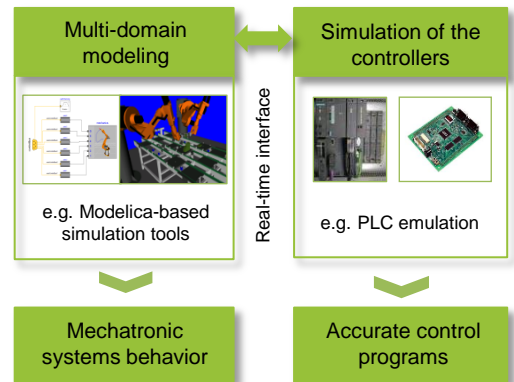 Multi-domain
modeling
Simulation of the
controllers
Real-time interface
e.g. Modelica-based
simulation tools
e.g. PLC emulation
Mechatronic
systems behavior
Accurate control
programs